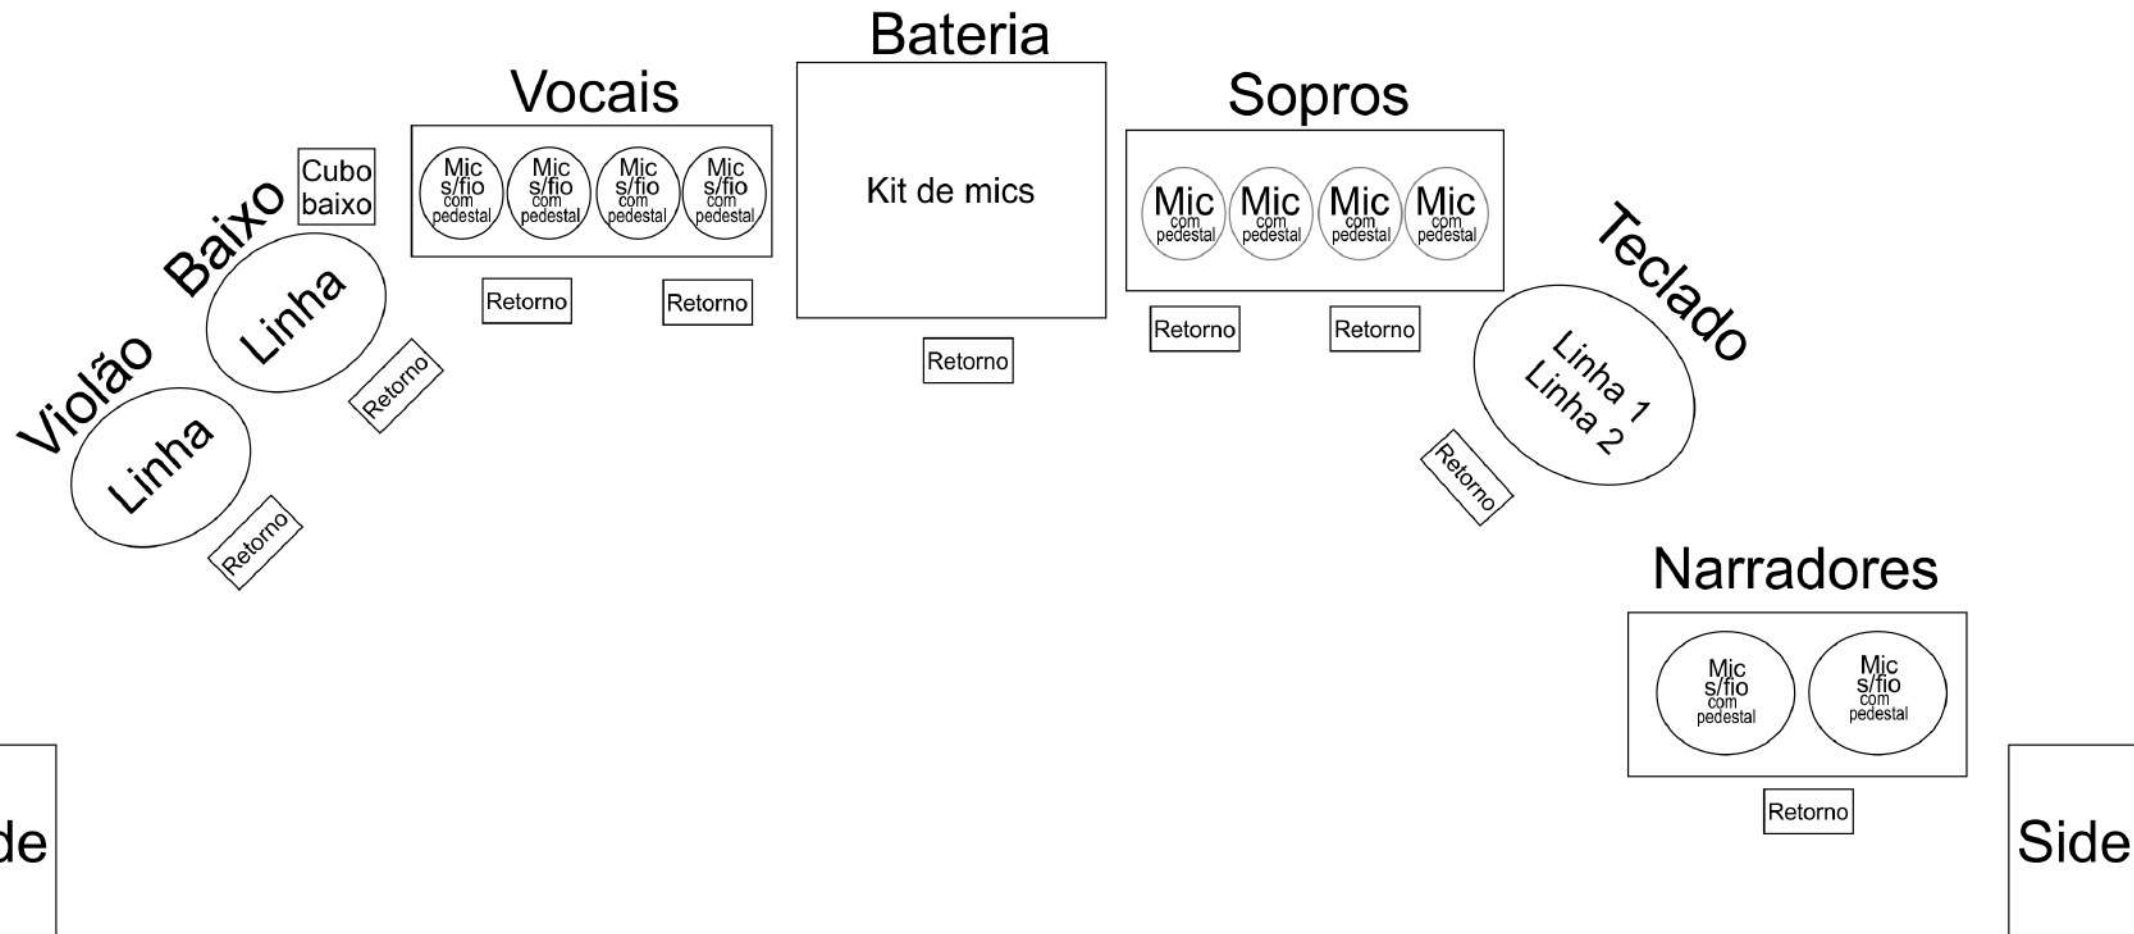 Bateria
Kit de mics
Retorno
Vocais
Mic
s/fio
com
pedestal
Mic
s/fio
com
pedestal
Mic
s/fio
com
pedestal
Mic
s/fio
com
pedestal
Retorno
Retorno
Sopros
Mic
com
pedestal
Mic
com
pedestal
Mic
com
pedestal
Mic
com
pedestal
Retorno
Retorno
Cubo
baixo
Baixo
Linha
Retorno
Violão
Linha
Retorno
Teclado
Linha 1
Linha 2
Retorno
Narradores
Mic
s/fio
com
pedestal
Mic
s/fio
com
pedestal
Retorno
de
Side